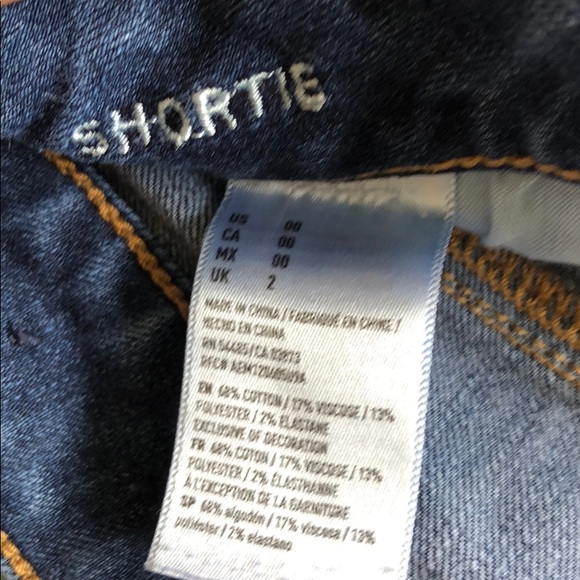 SHORTIE
US 00
CA 00
MX 00
UK 2
MADE IN CHINA / FABRIQUÉ EN CHINE /
HECHO EN CHINA
RN 54485/CA 03873
EN 68% COTTON / 17% VISCOSE / 13%
POLYESTER / 2% ELASTANE
EXCLUSIVE OF DECORATION
FR 68% COTON / 17% VISCOSE / 13%
POLYESTER / 2% ÉLASTHANNE
À L'EXCEPTION DE LA GARNITURE
SP 68% algodón / 17% viscosa / 13%
poliéster / 2% elastano